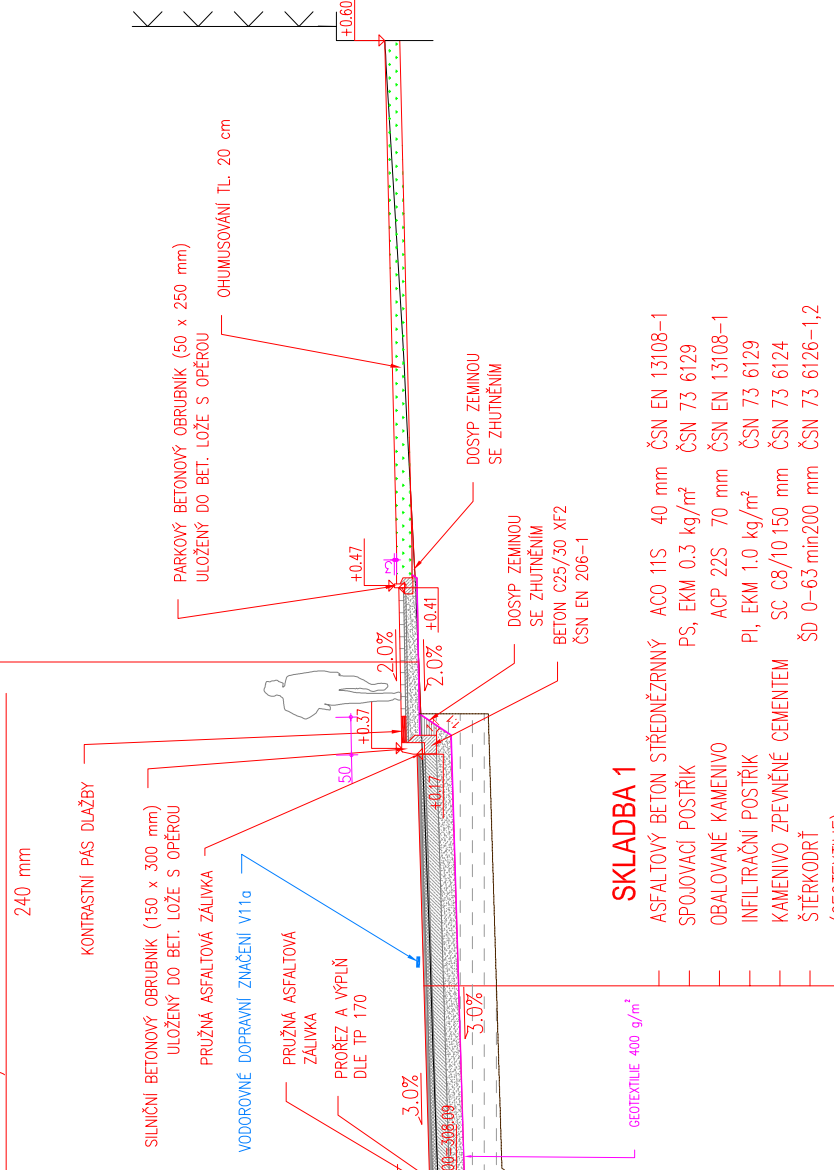 +0.60
OHUMUSOVÁNÍ TL. 20 cm
PARKOVÝ BETONOVÝ OBRUBNÍK (50 x 250 mm)
ULOŽENÝ DO BET. LOŽE S OPĚROU
DOSYP ZEMINOU
SE ZHUTNĚNÍM
+0.47
+0.41
2.0%
2.0%
DOSYP ZEMINOU
SE ZHUTNĚNÍM
BETON C25/30 XF2
ČSN EN 206-1
+0.37
50
+0.17
1:1
KONTRASTNÍ PÁS DLAŽBY
240 mm
SILNIČNÍ BETONOVÝ OBRUBNÍK (150 x 300 mm)
ULOŽENÝ DO BET. LOŽE S OPĚROU
PRUŽNÁ ASFALTOVÁ ZÁLIVKA
VODOROVNÉ DOPRAVNÍ ZNAČENÍ V11a
PRUŽNÁ ASFALTOVÁ
ZÁLIVKA
PROŘEZ A VÝPLŇ
DLE TP 170
3.0%
3.0%
00=308.09
GEOTEXTILIE 400 g/m²
SKLADBA 1
ASFALTOVÝ BETON STŘEDNĚZRNNÝ ACO 11S 40 mm ČSN EN 13108-1
SPOJOVACÍ POSTŘIK PS, EKM 0.3 kg/m² ČSN 73 6129
OBALOVANÉ KAMENIVO ACP 22S 70 mm ČSN EN 13108-1
INFILTRAČNÍ POSTŘIK PI, EKM 1.0 kg/m² ČSN 73 6129
KAMENIVO ZPEVNĚNÉ CEMENTEM SC C8/10 150 mm ČSN 73 6124
ŠTĚRKODRŤ ŠD 0-63 min200 mm ČSN 73 6126-1,2